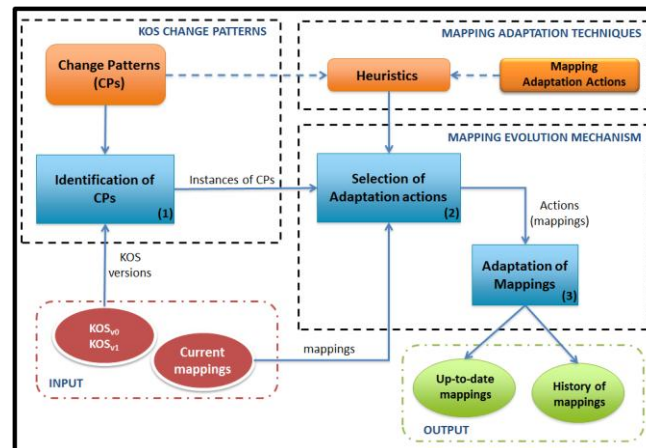 KOS CHANGE PATTERNS
MAPPING ADAPTATION TECHNIQUES
Change Patterns
(CPs)
Heuristics
Mapping
Adaptation Actions
MAPPING EVOLUTION MECHANISM
Identification of
CPs
(1)
Instances of CPs
Selection of
Adaptation actions
(2)
Actions
(mappings)
KOS
versions
Adaptation of
Mappings
(3)
KOSv0
KOSv1
Current
mappings
mappings
INPUT
Up-to-date
mappings
History of
mappings
OUTPUT